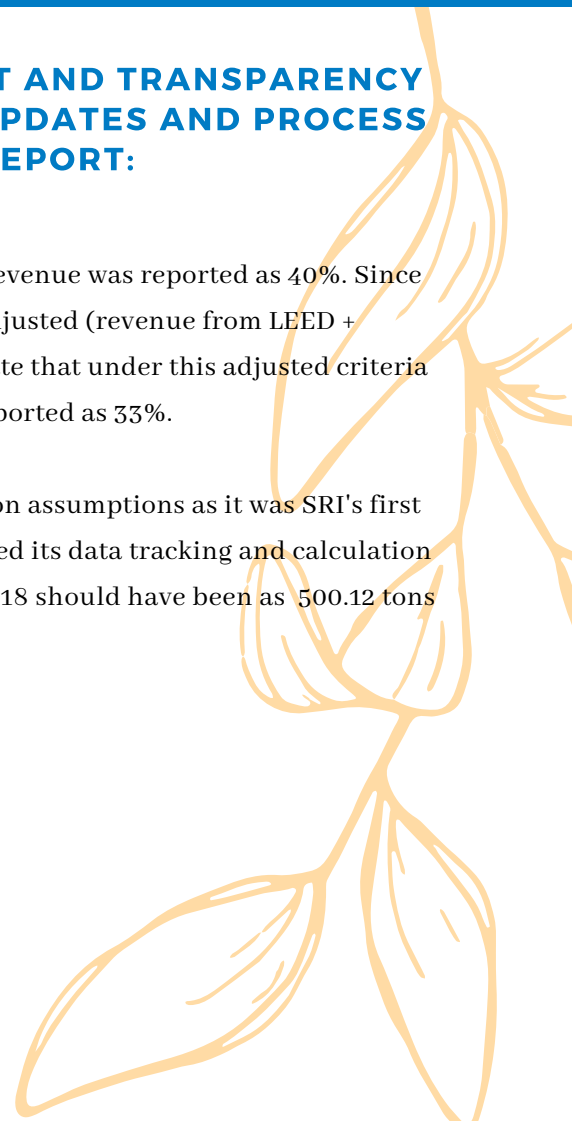 T AND TRANSPARENCY
PDATES AND PROCESS
EPORT:
evenue was reported as 40%. Since
justed (revenue from LEED +
te that under this adjusted criteria
ported as 33%.
on assumptions as it was SRI's first
ed its data tracking and calculation
18 should have been as  500.12 tons